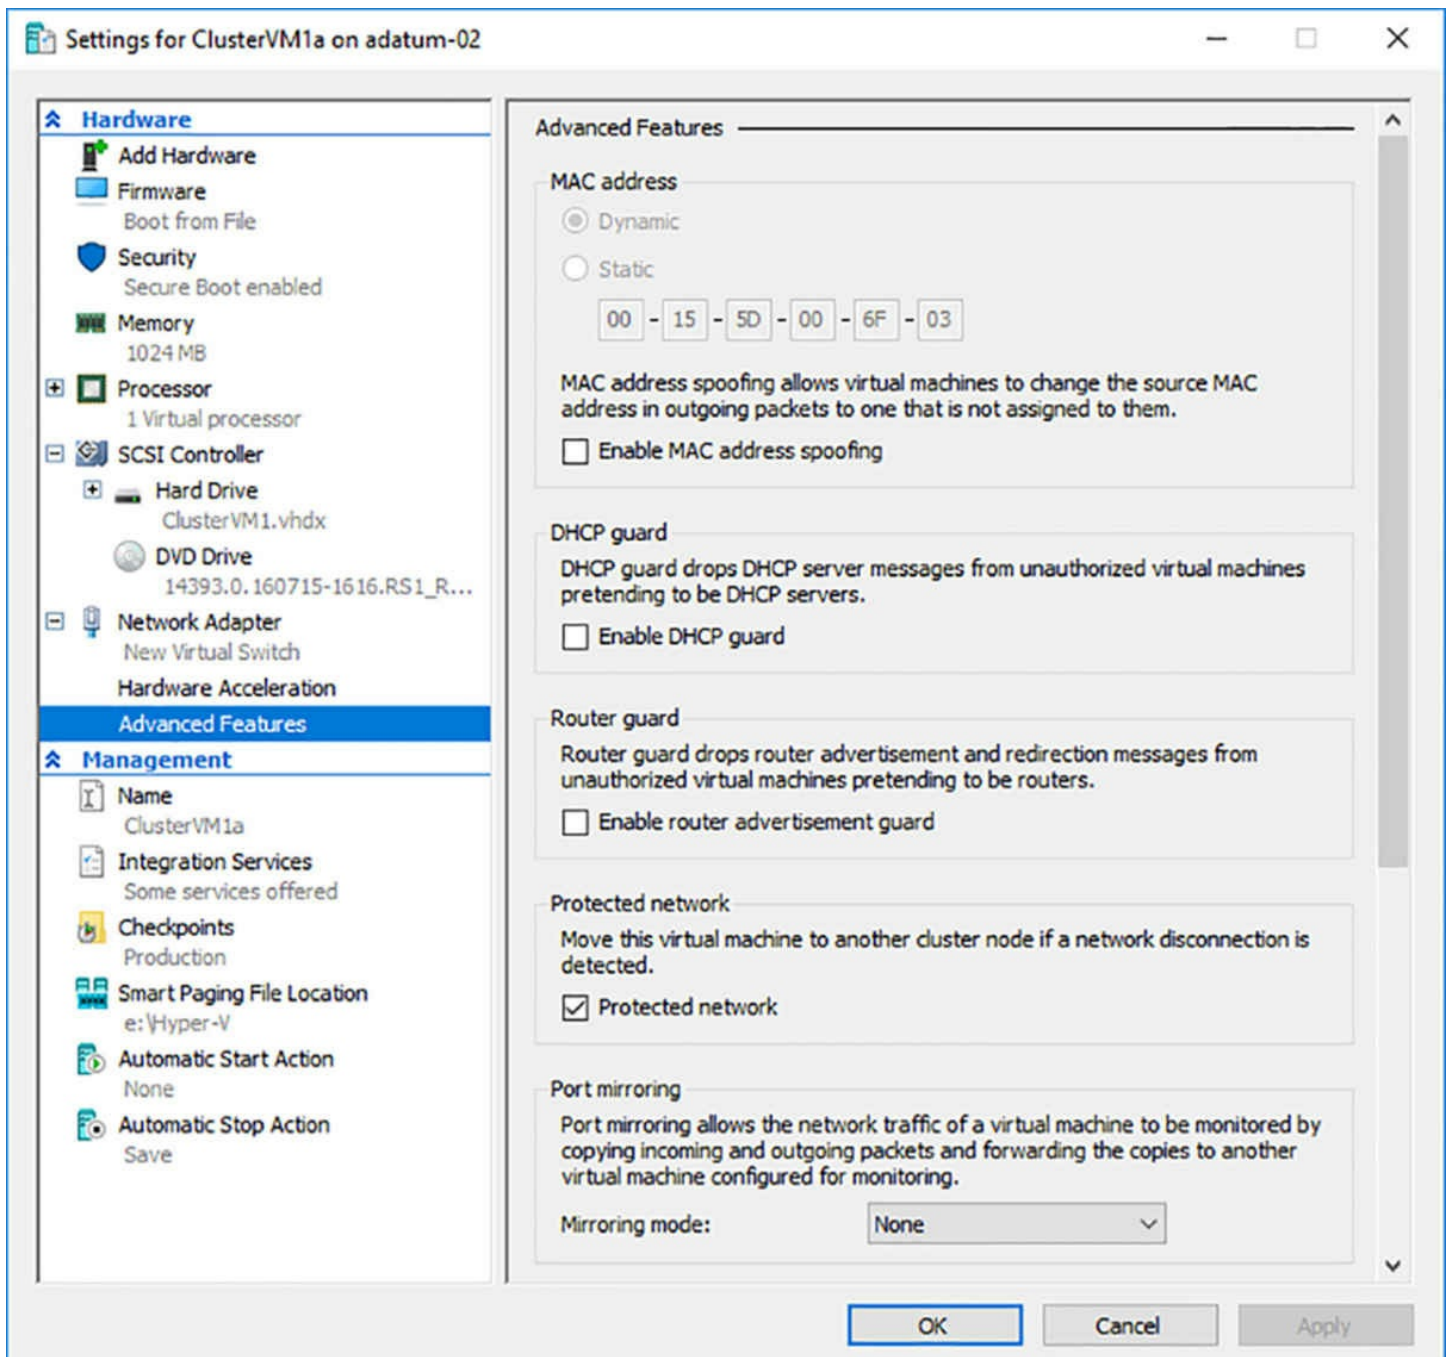 Settings for ClusterVM1a on adatum-02
Hardware
Add Hardware
Firmware
Boot from File
Security
Secure Boot enabled
Memory
1024 MB
Processor
1 Virtual processor
SCSI Controller
Hard Drive
ClusterVM1.vhdx
DVD Drive
14393.0.160715-1616.RS1_R...
Network Adapter
New Virtual Switch
Hardware Acceleration
Advanced Features
Management
Name
ClusterVM1a
Integration Services
Some services offered
Checkpoints
Production
Smart Paging File Location
e:\Hyper-V
Automatic Start Action
None
Automatic Stop Action
Save
Advanced Features
MAC address
Dynamic
Static
00 - 15 - 5D - 00 - 6F - 03
MAC address spoofing allows virtual machines to change the source MAC
address in outgoing packets to one that is not assigned to them.
Enable MAC address spoofing
DHCP guard
DHCP guard drops DHCP server messages from unauthorized virtual machines
pretending to be DHCP servers.
Enable DHCP guard
Router guard
Router guard drops router advertisement and redirection messages from
unauthorized virtual machines pretending to be routers.
Enable router advertisement guard
Protected network
Move this virtual machine to another cluster node if a network disconnection is
detected.
Protected network
Port mirroring
Port mirroring allows the network traffic of a virtual machine to be monitored by
copying incoming and outgoing packets and forwarding the copies to another
virtual machine configured for monitoring.
Mirroring mode: None
OK Cancel Apply